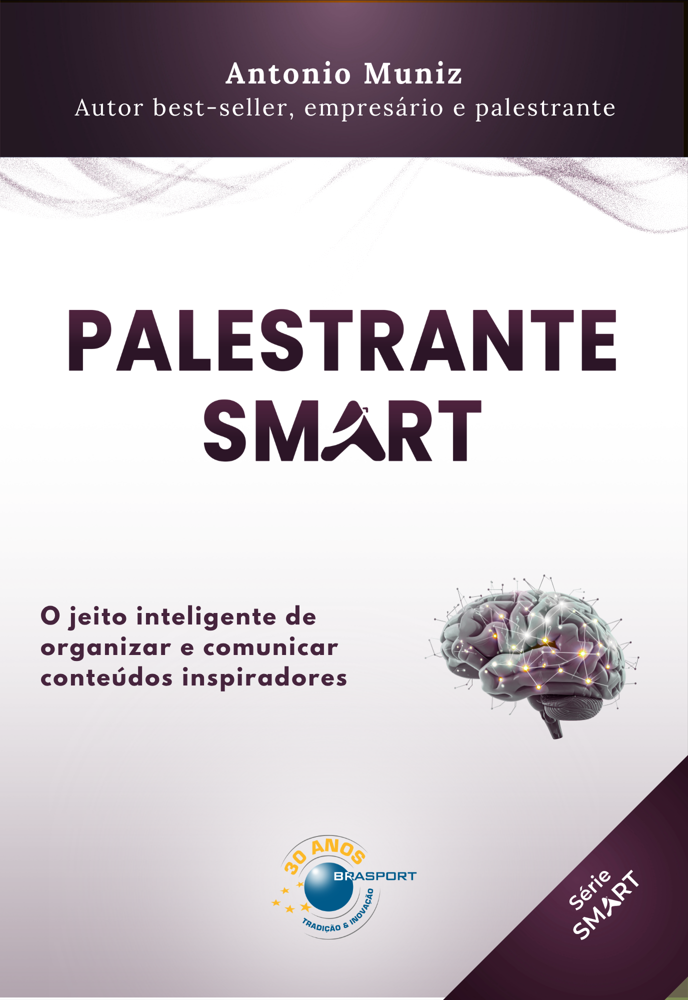 Antonio Muniz
Autor best-seller, empresário e palestrante
PALESTRANTE
SMART
O jeito inteligente de
organizar e comunicar
conteúdos inspiradores
30 ANOS
BRASPORT
TRADIÇÃO & INOVAÇÃO
Série
SMART